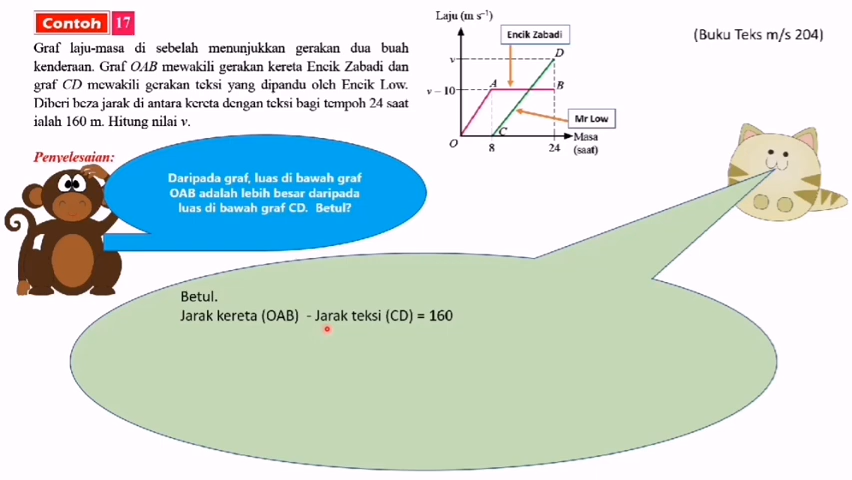 Contoh 17
Graf laju-masa di sebelah menunjukkan gerakan dua buah
kenderaan. Graf OAB mewakili gerakan kereta Encik Zabadi dan
graf CD mewakili gerakan teksi yang dipandu oleh Encik Low.
Diberi beza jarak di antara kereta dengan teksi bagi tempoh 24 saat
ialah 160 m. Hitung nilai v.
Laju (m s⁻¹)
Encik Zabadi
v
D
v – 10
A
B
Mr Low
C
O
8
24
Masa
(saat)
(Buku Teks m/s 204)
Penyelesaian:
Daripada graf, luas di bawah graf
OAB adalah lebih besar daripada
luas di bawah graf CD. Betul?
Betul.
Jarak kereta (OAB) - Jarak teksi (CD) = 160